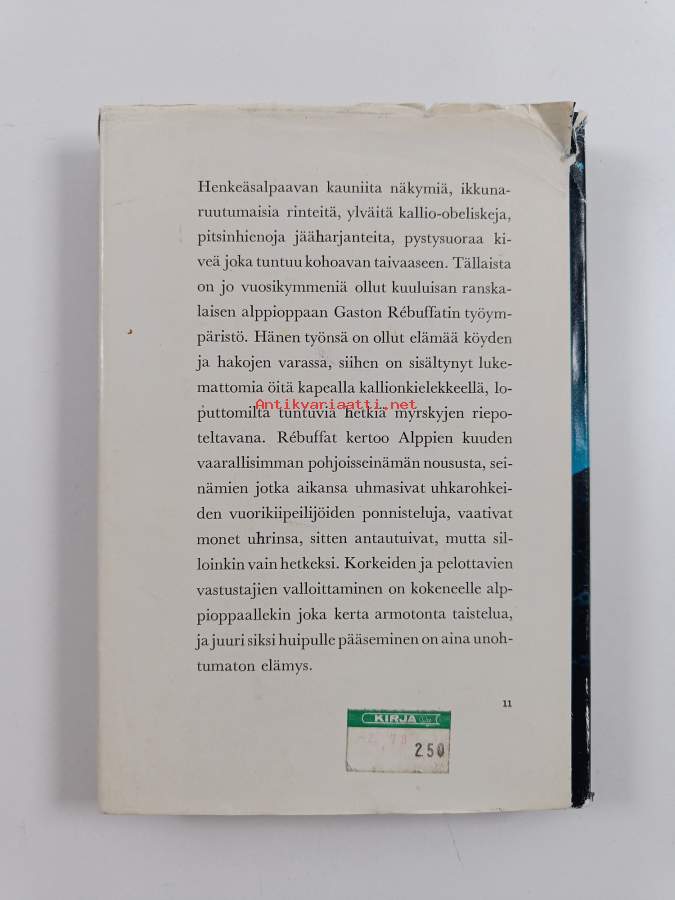 Henkeäsalpaavan kauniita näkymiä, ikkuna-
ruutumaisia rinteitä, ylväitä kallio-obeliskeja,
pitsinhienoja jääharjanteita, pystysuoraa ki-
veä joka tuntuu kohoavan taivaaseen. Tällaista
on jo vuosikymmeniä ollut kuuluisan ranska-
laisen alppioppaan Gaston Rébuffatin työym-
päristö. Hänen työnsä on ollut elämää köyden
ja hakojen varassa, siihen on sisältynyt luke-
mattomia öitä kapealla kallionkielekkeellä, lo-
Antikvariaatti.net
puttomilta tuntuvia hetkiä myrskyjen riepo-
teltavana. Rébuffat kertoo Alppien kuuden
vaarallisimman pohjoisseinämän noususta, sei-
nämien jotka aikansa uhmasivat uhkarohkei-
den vuorikiipeilijöiden ponnisteluja, vaativat
monet uhrinsa, sitten antautuivat, mutta sil-
loinkin vain hetkeksi. Korkeiden ja pelottavien
vastustajien valloittaminen on kokeneelle alp-
pioppaallekin joka kerta armotonta taistelua,
ja juuri siksi huipulle pääseminen on aina unoh-
tumaton elämys.
11
KIRJA
250